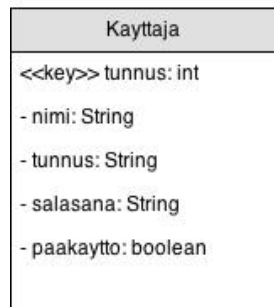 Kayttaja
<<key>> tunnus: int
- nimi: String
- tunnus: String
- salasana: String
- paakaytto: boolean